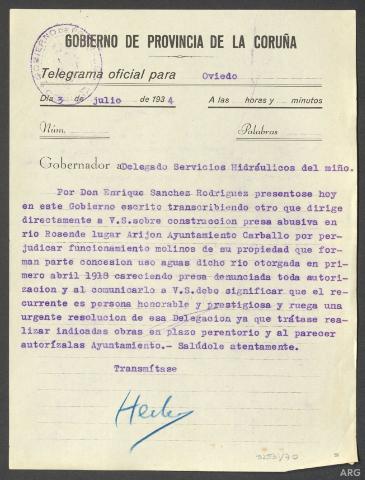 GOBIERNO DE PROVINCIA DE LA CORUÑA
Telegrama oficial para Oviedo
Día 3 de julio de 1934 A las horas y minutos
Núm. Palabras
Gobernador a Delegado Servicios Hidráulicos del miño.
Por Don Enrique Sanchez Rodriguez presentose hoy
en este Gobierno escrito transcribiendo otro que dirige
directamente a V.S.sobre construccion presa abusiva en
rio Rosende lugar Arijon Ayuntamiento Carballo por per-
judicar funcionamiento molinos de su propiedad que for-
man parte concesion uso aguas dicho rio otorgada en pri-
mero abril 1918 careciendo presa denunciada toda autori-
zacion y al comunicarlo a V.S.debo significar que el re-
currente es persona honorable y prestigiosa y ruega una
urgente resolucion de esa Delegacion ya que trátase rea-
lizar indicadas obras en plazo perentorio y al parecer
autorízalas Ayuntamiento.- Salúdole atentamente.
Transmítase
ARG